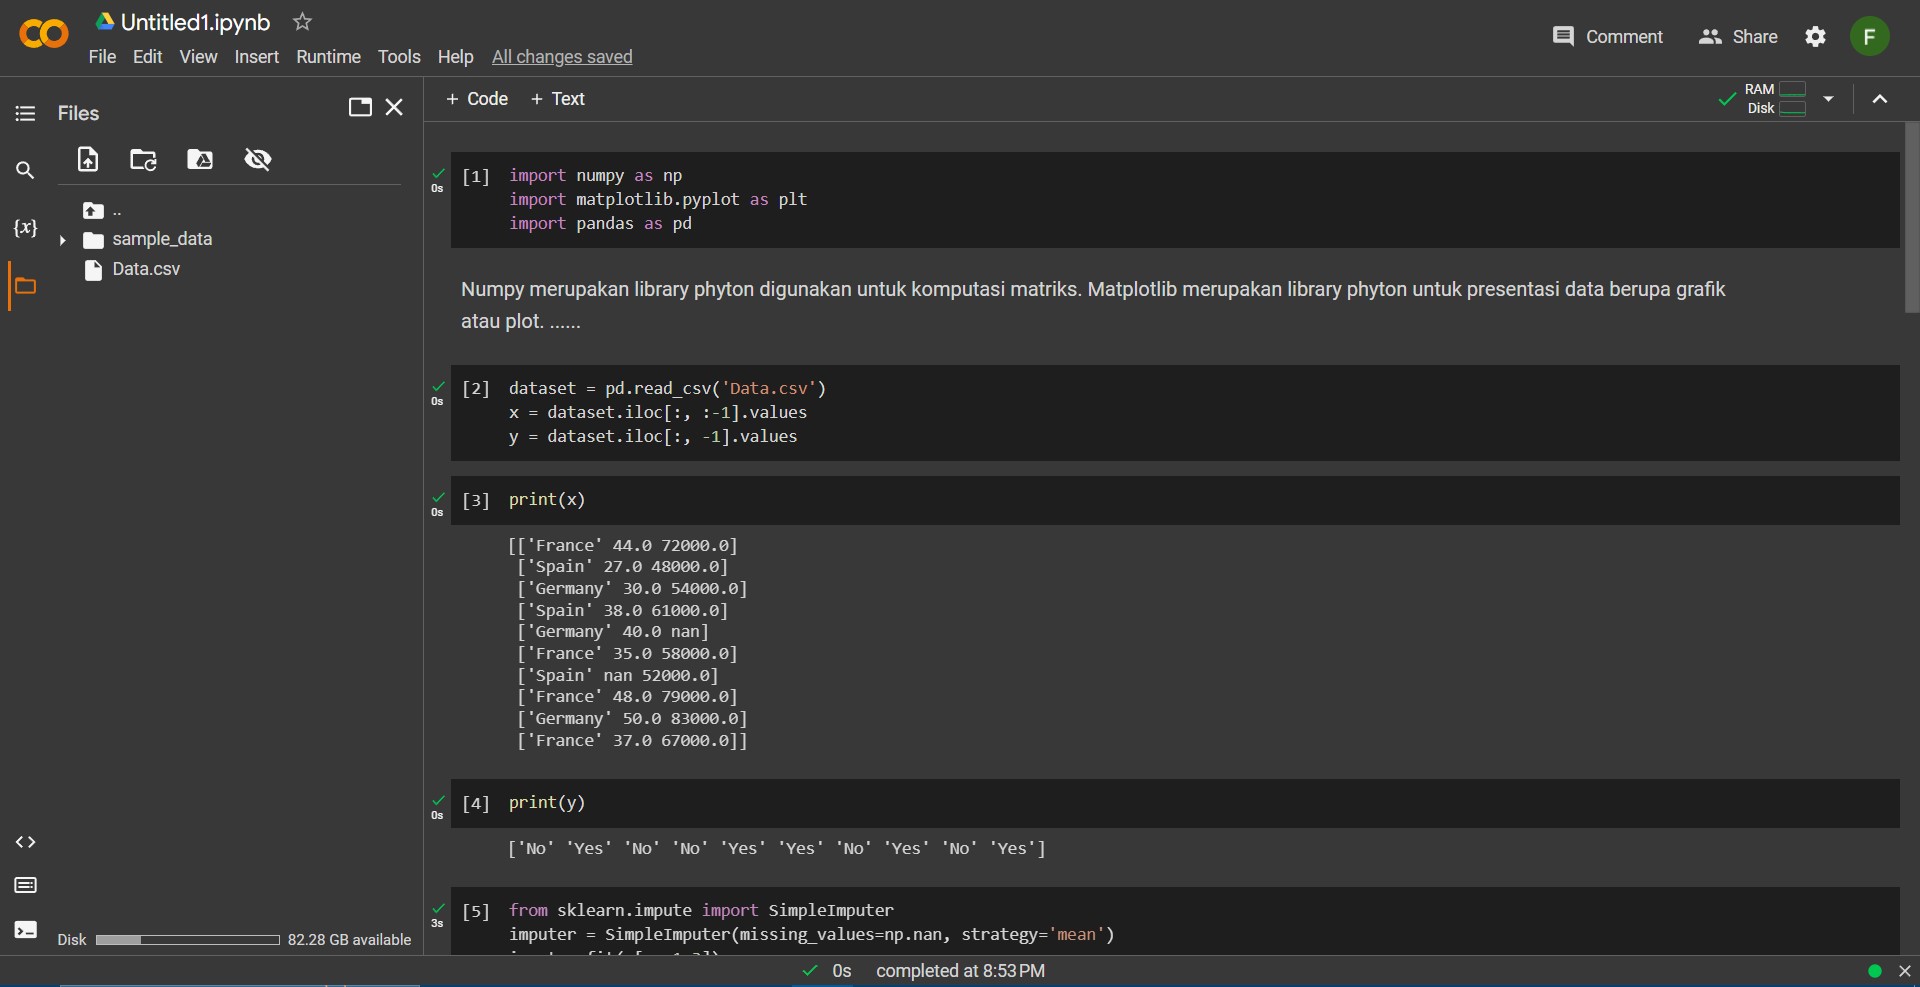 Untitled1.ipynb
File Edit View Insert Runtime Tools Help All changes saved
Comment Share F
Files
+ Code + Text
RAM
Disk
..
sample_data
Data.csv
{x}
[1] import numpy as np
import matplotlib.pyplot as plt
import pandas as pd
0s
Numpy merupakan library phyton digunakan untuk komputasi matriks. Matplotlib merupakan library phyton untuk presentasi data berupa grafik
atau plot. ......
[2] dataset = pd.read_csv('Data.csv')
0s
x = dataset.iloc[:, :-1].values
y = dataset.iloc[:, -1].values
[3] print(x)
0s
[['France' 44.0 72000.0]
['Spain' 27.0 48000.0]
['Germany' 30.0 54000.0]
['Spain' 38.0 61000.0]
['Germany' 40.0 nan]
['France' 35.0 58000.0]
['Spain' nan 52000.0]
['France' 48.0 79000.0]
['Germany' 50.0 83000.0]
['France' 37.0 67000.0]]
[4] print(y)
0s
['No' 'Yes' 'No' 'No' 'Yes' 'Yes' 'No' 'Yes' 'No' 'Yes']
[5] from sklearn.impute import SimpleImputer
3s
imputer = SimpleImputer(missing_values=np.nan, strategy='mean')
Disk 82.28 GB available
0s completed at 8:53 PM